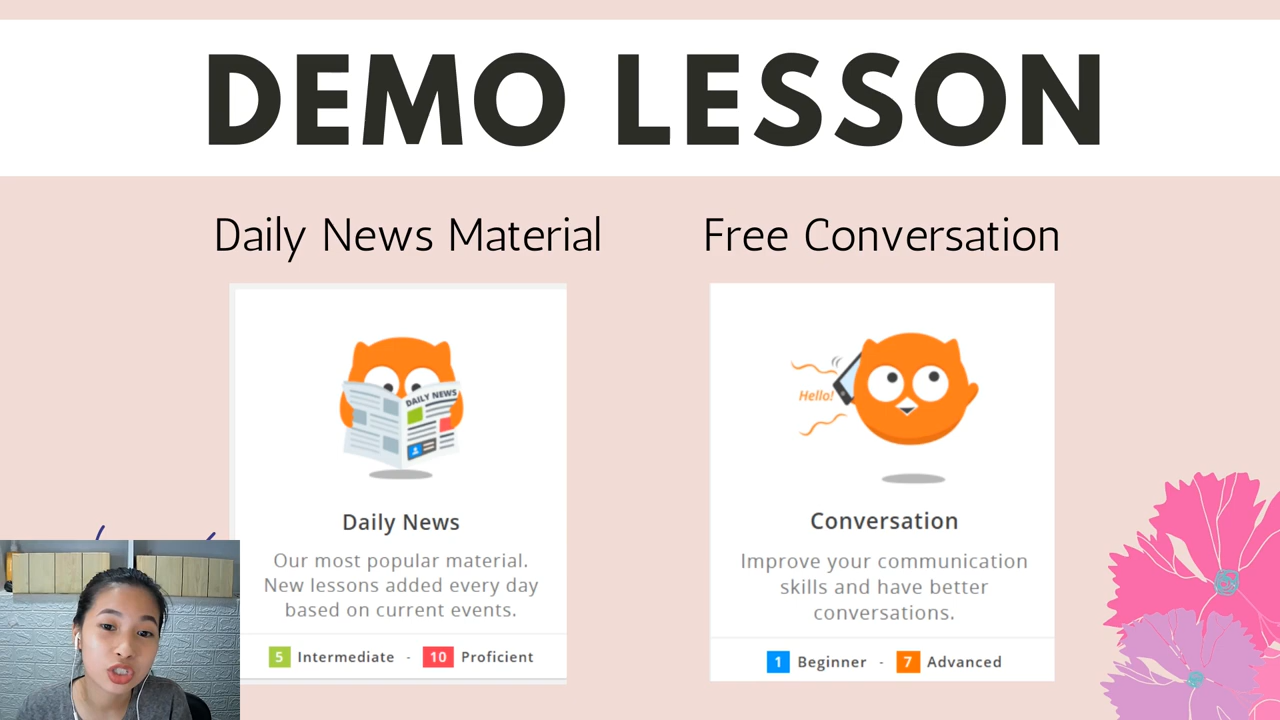 DEMO LESSON
Daily News Material
Free Conversation
DAILY NEWS
Daily News
Our most popular material.
New lessons added every day
based on current events.
5 Intermediate - 10 Proficient
Hello!
Conversation
Improve your communication
skills and have better
conversations.
1 Beginner - 7 Advanced